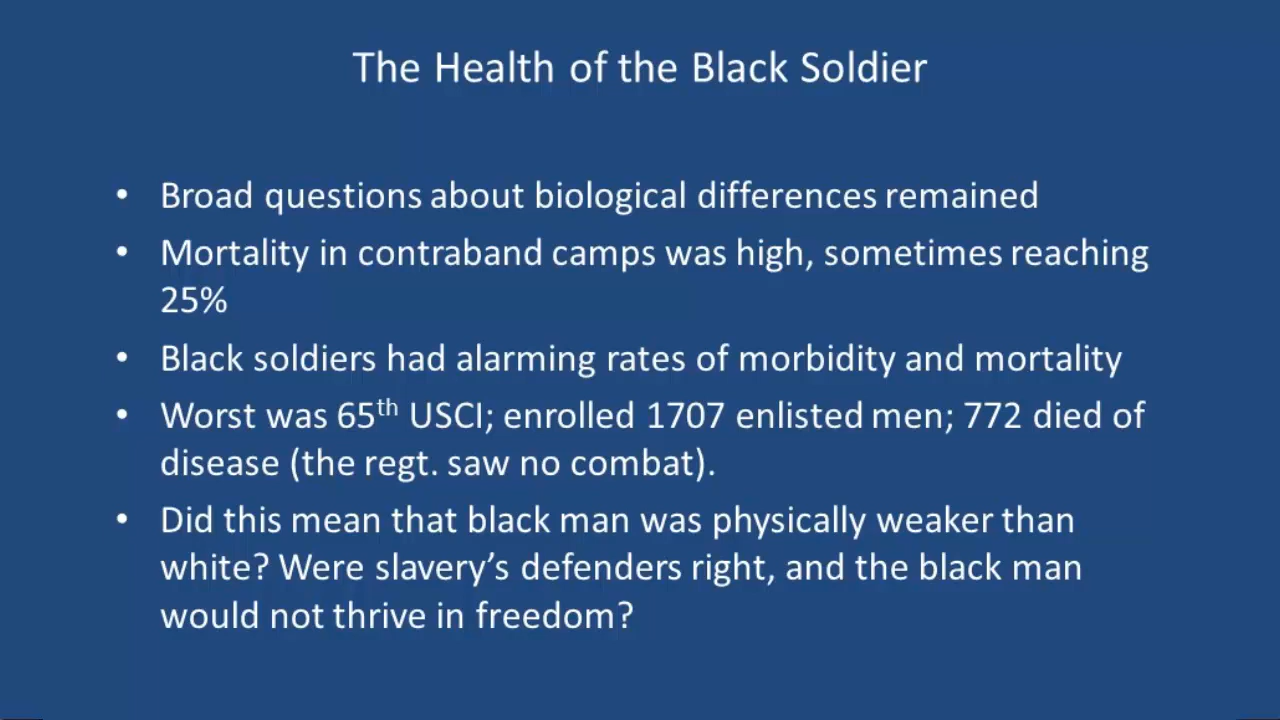 The Health of the Black Soldier
• Broad questions about biological differences remained
• Mortality in contraband camps was high, sometimes reaching
25%
• Black soldiers had alarming rates of morbidity and mortality
• Worst was 65th USCI; enrolled 1707 enlisted men; 772 died of
disease (the regt. saw no combat).
• Did this mean that black man was physically weaker than
white? Were slavery’s defenders right, and the black man
would not thrive in freedom?